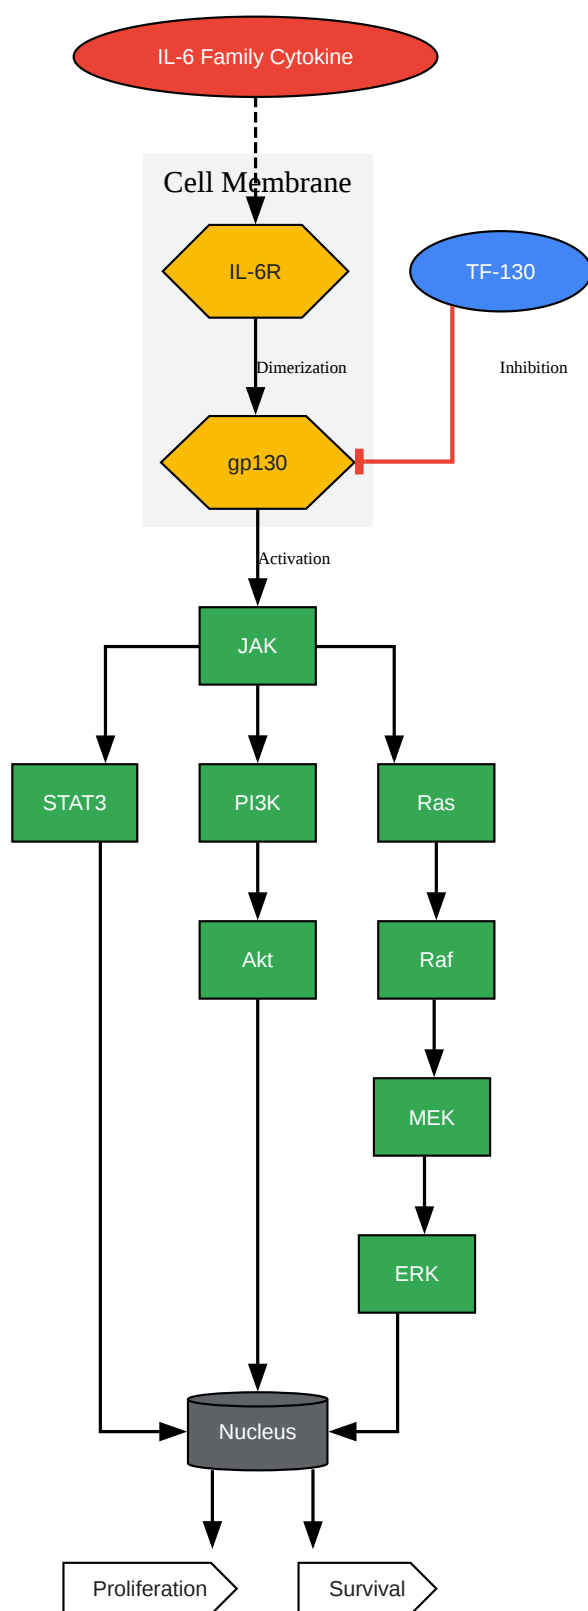 IL-6 Family Cytokine
Cell Membrane
IL-6R
TF-130
Dimerization
Inhibition
gp130
Activation
JAK
STAT3
PI3K
Ras
Akt
Raf
MEK
ERK
Nucleus
Proliferation
Survival